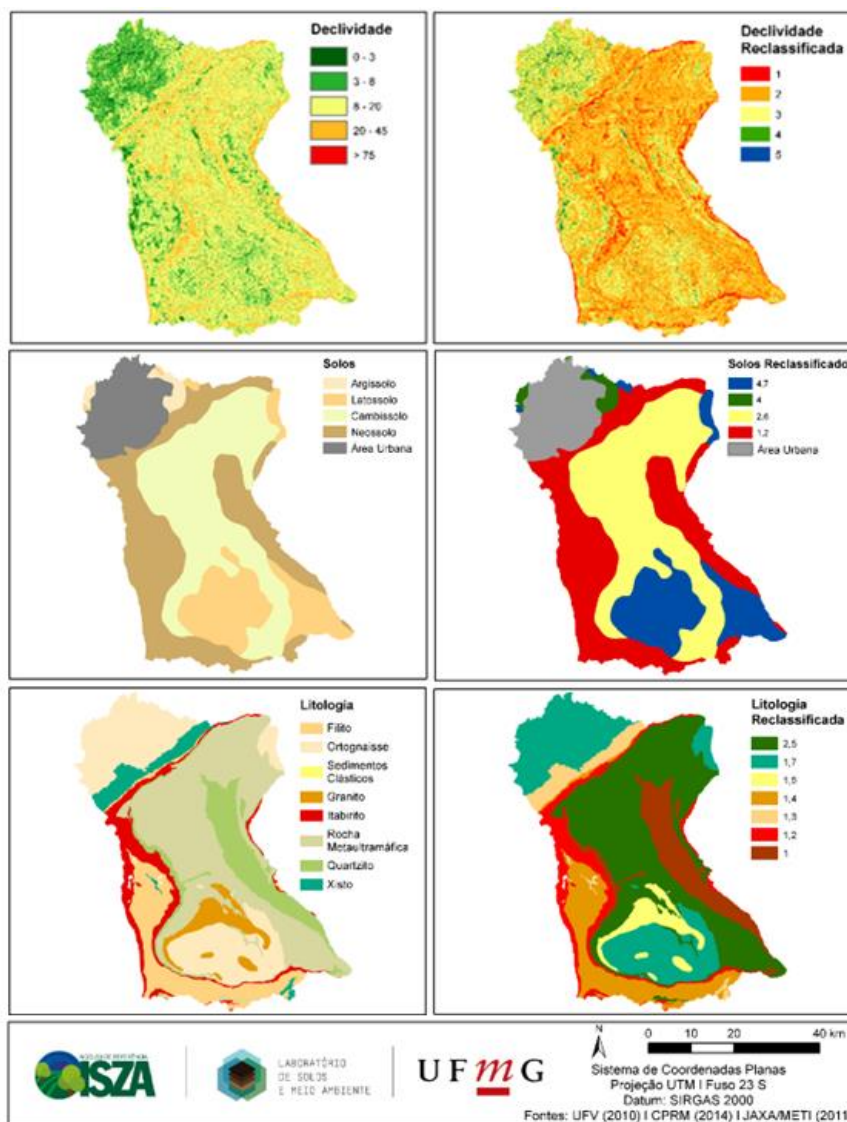 Declividade
0 - 3
3 - 8
8 - 20
20 - 45
> 75
Declividade
Reclassificada
1
2
3
4
5
Solos
Argissolo
Latossolo
Cambissolo
Neossolo
Área Urbana
Solos Reclassificado
4,7
4
2,6
1,2
Área Urbana
Litologia
Filito
Ortognaisse
Sedimentos
Clásticos
Granito
Itabirito
Rocha
Metaultramáfica
Quartzito
Xisto
Litologia
Reclassificada
2,5
1,7
1,5
1,4
1,3
1,2
1
ISZA
LABORATÓRIO
DE SOLOS
E MEIO AMBIENTE
UFmG
N
0 10 20 40 km
Sistema de Coordenadas Planas
Projeção UTM I Fuso 23 S
Datum: SIRGAS 2000
Fontes: UFV (2010) I CPRM (2014) I JAXA/METI (2011